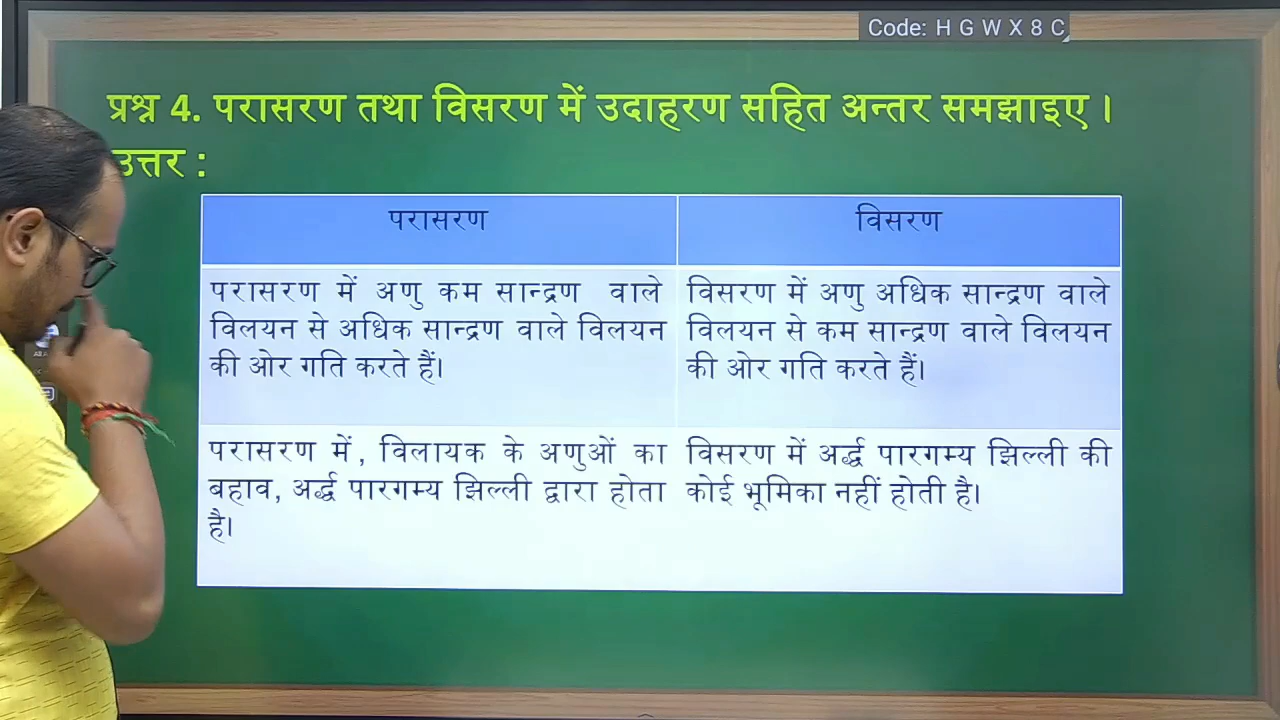 Code: H G W X 8 C
प्रश्न 4. परासरण तथा विसरण में उदाहरण सहित अन्तर समझाइए ।
उत्तर :
परासरण
विसरण
परासरण में अणु कम सान्द्रण वाले
विलयन से अधिक सान्द्रण वाले विलयन
की ओर गति करते हैं।
विसरण में अणु अधिक सान्द्रण वाले
विलयन से कम सान्द्रण वाले विलयन
की ओर गति करते हैं।
परासरण में, विलायक के अणुओं का
बहाव, अर्द्ध पारगम्य झिल्ली द्वारा होता
है।
विसरण में अर्द्ध पारगम्य झिल्ली की
कोई भूमिका नहीं होती है।